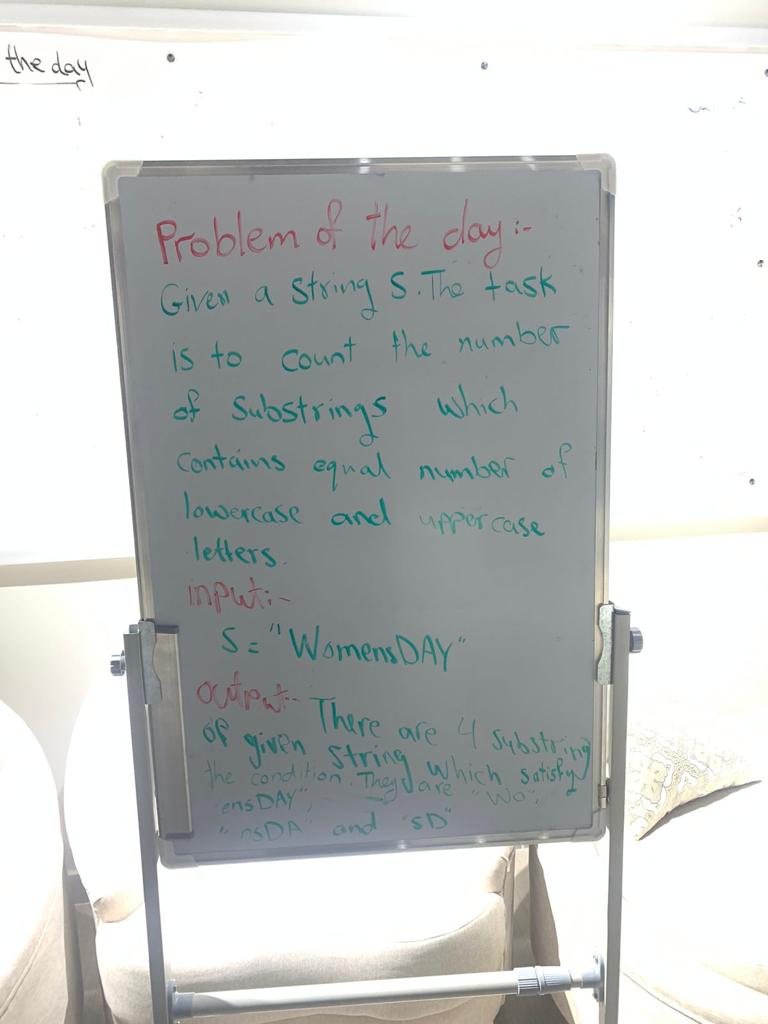 the day
Problem of the day:-
Given a string S. The task
is to count the number
of substrings which
contains equal number of
lowercase and uppercase
letters.
input:-
S = "WomensDAY"
output:- There are 4 substring
of given string which satisfy
the condition. They are "Wo",
"ensDAY",
"nsDA" and "sD"